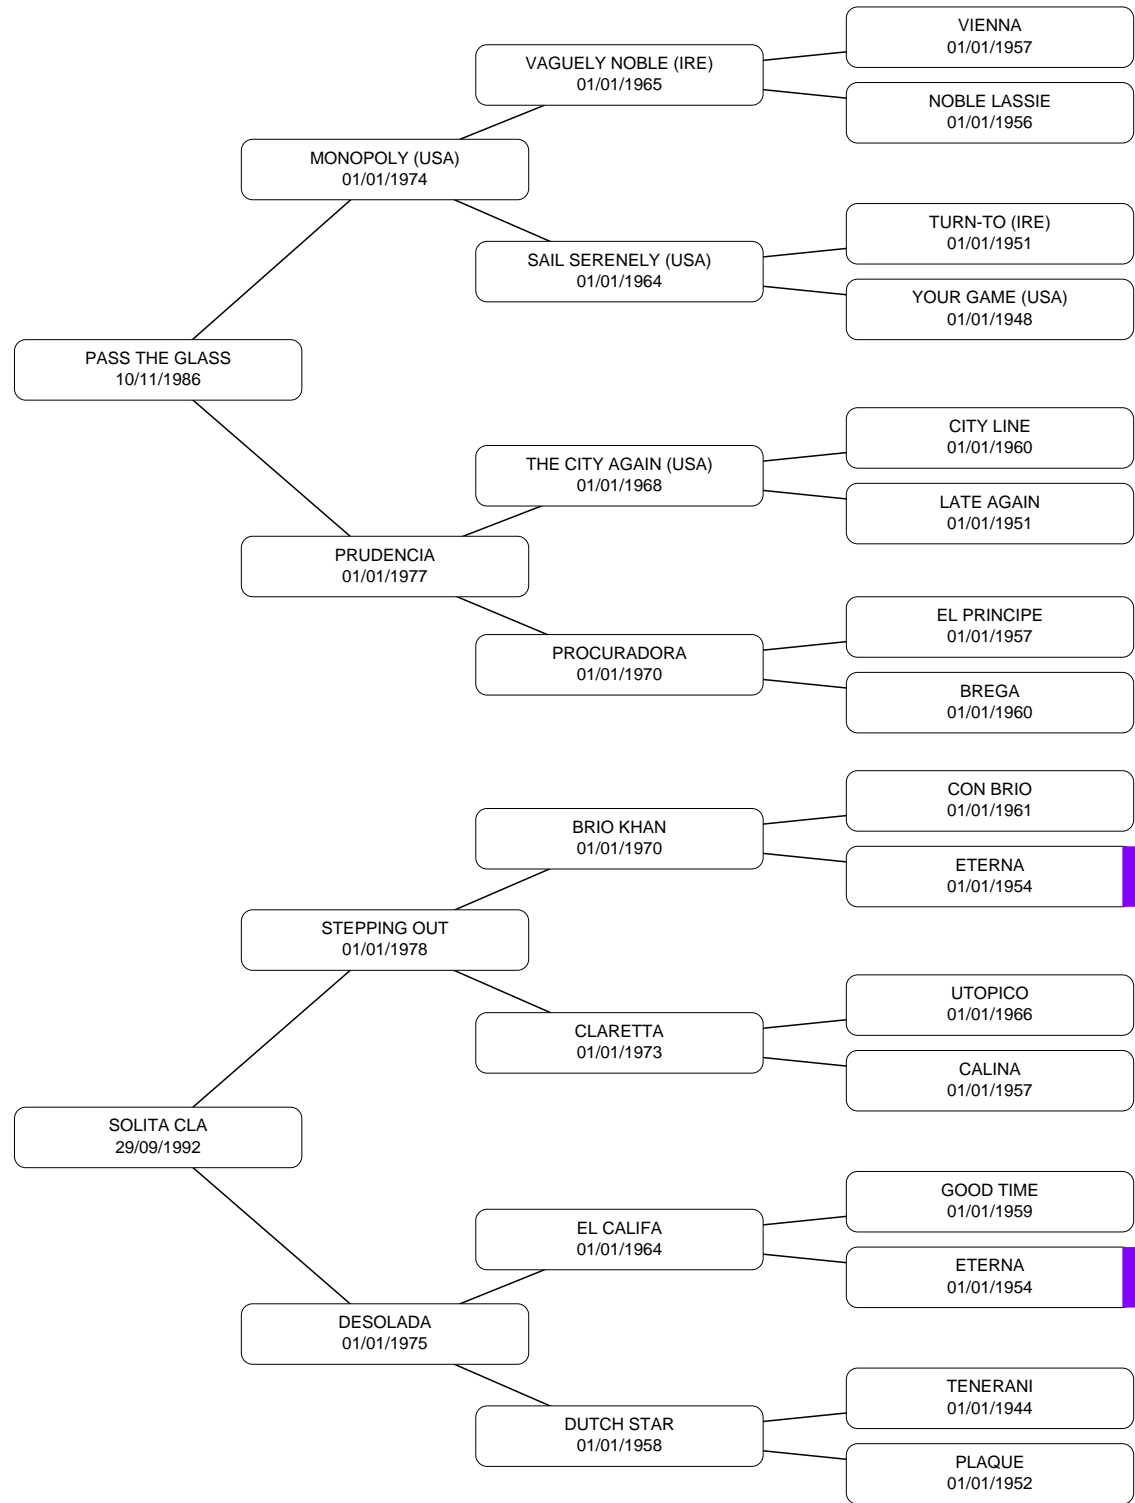 VIENNA
01/01/1957
VAGUELY NOBLE (IRE)
01/01/1965
NOBLE LASSIE
01/01/1956
MONOPOLY (USA)
01/01/1974
TURN-TO (IRE)
01/01/1951
SAIL SERENELY (USA)
01/01/1964
YOUR GAME (USA)
01/01/1948
PASS THE GLASS
10/11/1986
CITY LINE
01/01/1960
THE CITY AGAIN (USA)
01/01/1968
LATE AGAIN
01/01/1951
PRUDENCIA
01/01/1977
EL PRINCIPE
01/01/1957
PROCURADORA
01/01/1970
BREGA
01/01/1960
CON BRIO
01/01/1961
BRIO KHAN
01/01/1970
ETERNA
01/01/1954
STEPPING OUT
01/01/1978
UTOPICO
01/01/1966
CLARETTA
01/01/1973
CALINA
01/01/1957
SOLITA CLA
29/09/1992
GOOD TIME
01/01/1959
EL CALIFA
01/01/1964
ETERNA
01/01/1954
DESOLADA
01/01/1975
TENERANI
01/01/1944
DUTCH STAR
01/01/1958
PLAQUE
01/01/1952